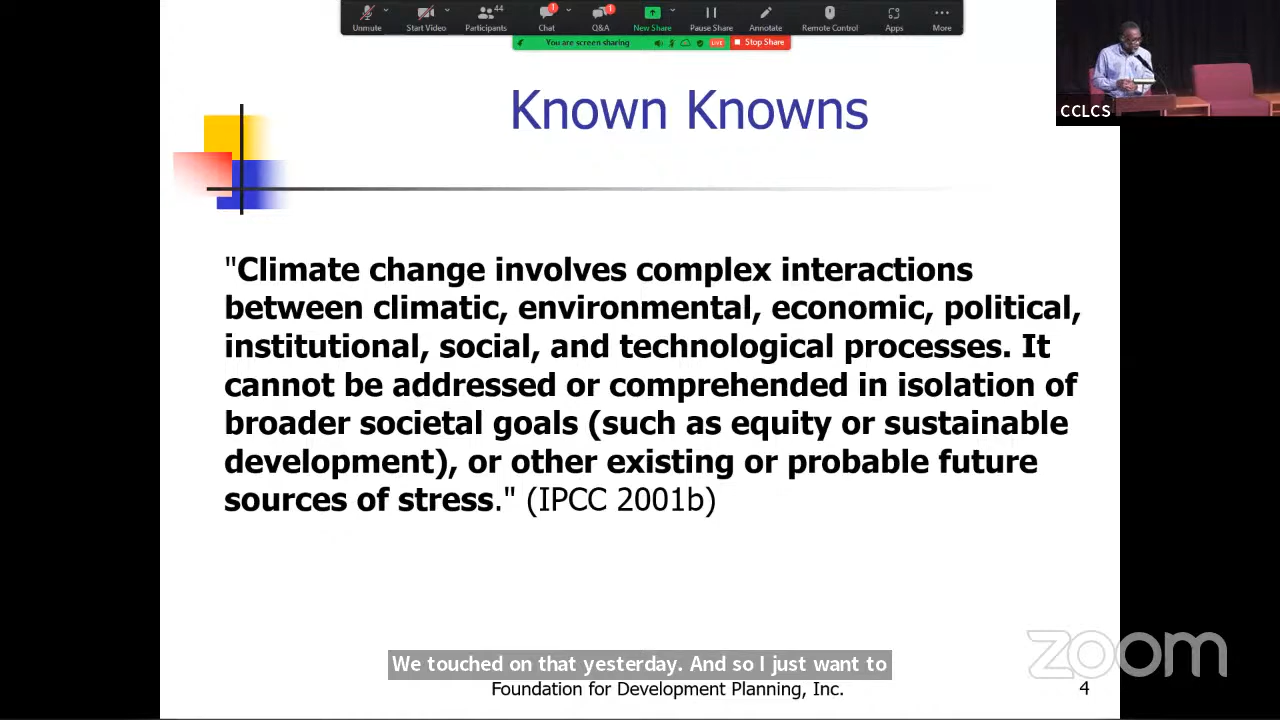 44
1
1
Unmute
Start Video
Participants
Chat
Q&A
New Share
Pause Share
Annotate
Remote Control
Apps
More
You are screen sharing
LIVE
Stop Share
CCLCS
Known Knowns
"Climate change involves complex interactions
between climatic, environmental, economic, political,
institutional, social, and technological processes. It
cannot be addressed or comprehended in isolation of
broader societal goals (such as equity or sustainable
development), or other existing or probable future
sources of stress." (IPCC 2001b)
zoom
We touched on that yesterday. And so I just want to
Foundation for Development Planning, Inc.
4